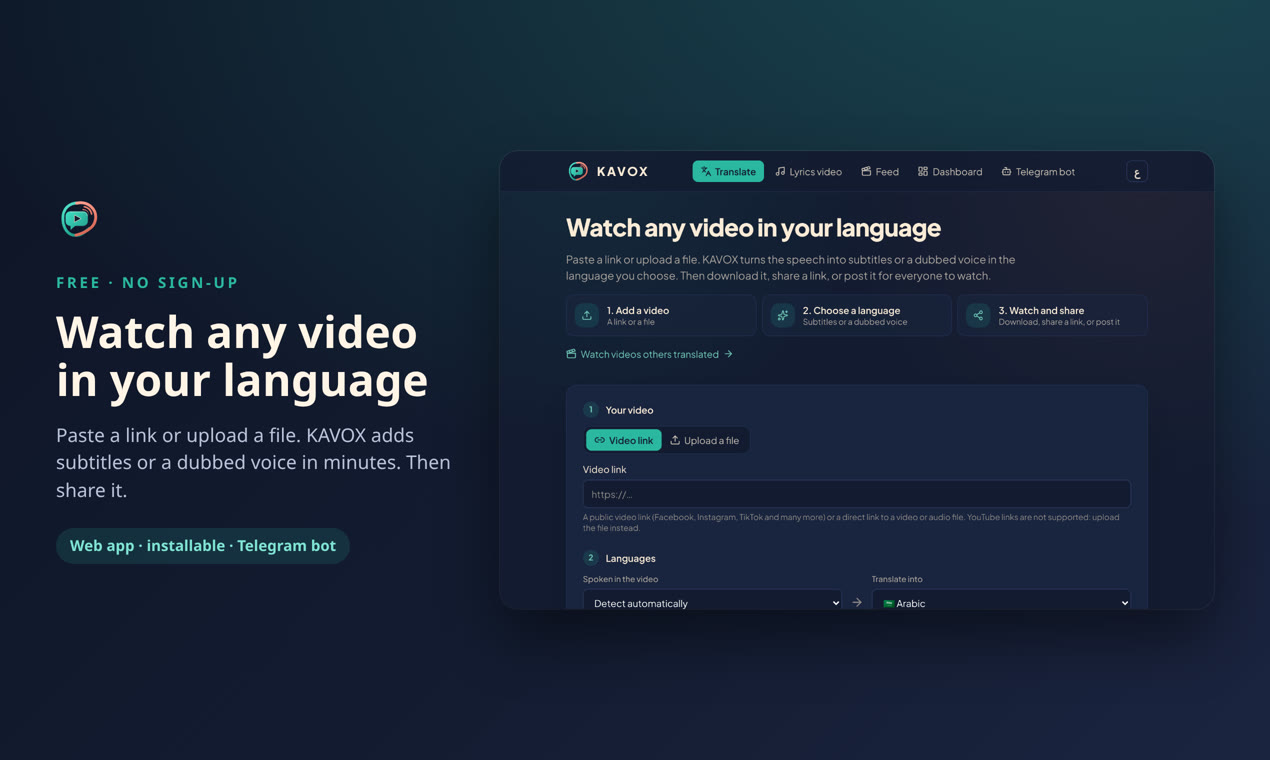 FREE · NO SIGN-UP
Watch any video
in your language
Paste a link or upload a file. KAVOX adds
subtitles or a dubbed voice in minutes. Then
share it.
Web app · installable · Telegram bot
KAVOX
Translate
Lyrics video
Feed
Dashboard
Telegram bot
ع
Watch any video in your language
Paste a link or upload a file. KAVOX turns the speech into subtitles or a dubbed voice in the
language you choose. Then download it, share a link, or post it for everyone to watch.
1. Add a video
A link or a file
2. Choose a language
Subtitles or a dubbed voice
3. Watch and share
Download, share a link, or post it
Watch videos others translated →
1 Your video
Video link
Upload a file
Video link
https://...
A public video link (Facebook, Instagram, TikTok and many more) or a direct link to a video or audio file. YouTube links are not supported: upload
the file instead.
2 Languages
Spoken in the video
Translate into
Detect automatically
→
Arabic